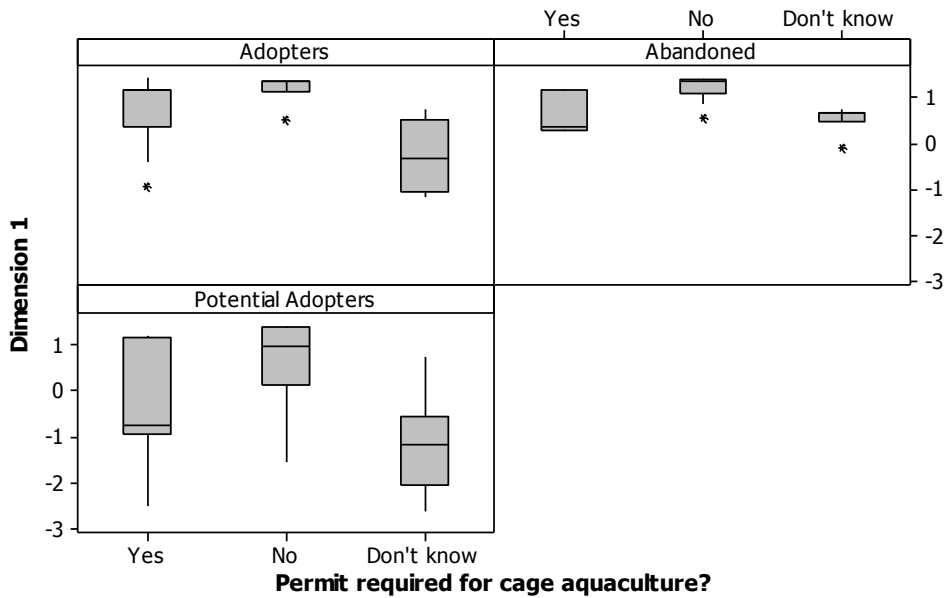 Yes No Don't know
Adopters Abandoned
1
0
-1
-2
-3
Dimension 1
Potential Adopters
1
0
-1
-2
-3
Yes No Don't know
Permit required for cage aquaculture?